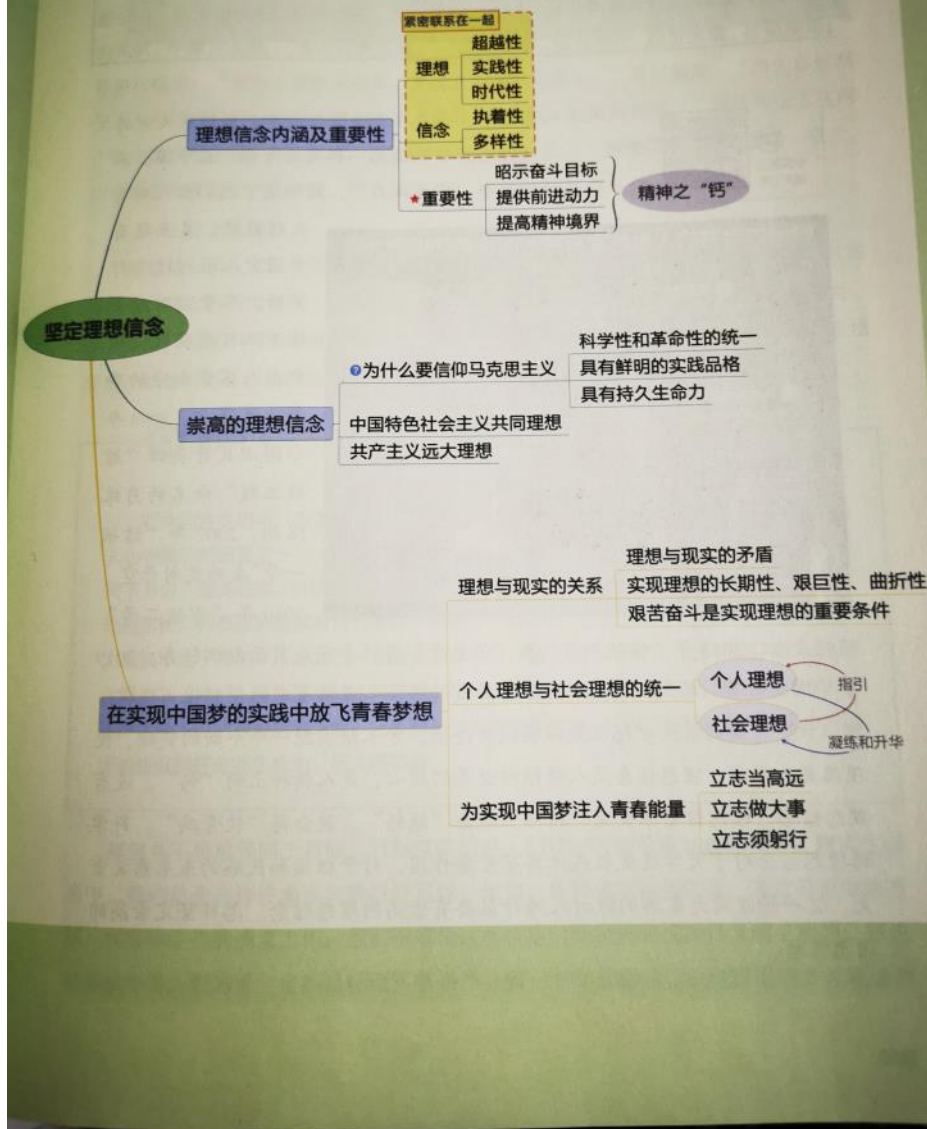 紧密联系在一起
理想
超越性
实践性
时代性
信念
执着性
多样性
理想信念内涵及重要性
★重要性
昭示奋斗目标
提供前进动力
提高精神境界
精神之“钙”
坚定理想信念
崇高的理想信念
为什么要信仰马克思主义
科学性和革命性的统一
具有鲜明的实践品格
具有持久生命力
中国特色社会主义共同理想
共产主义远大理想
在实现中国梦的实践中放飞青春梦想
理想与现实的关系
理想与现实的矛盾
实现理想的长期性、艰巨性、曲折性
艰苦奋斗是实现理想的重要条件
个人理想与社会理想的统一
个人理想
社会理想
指引
凝练和升华
为实现中国梦注入青春能量
立志当高远
立志做大事
立志须躬行